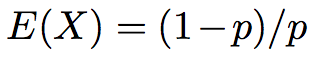 E(X) = (1−p)/p